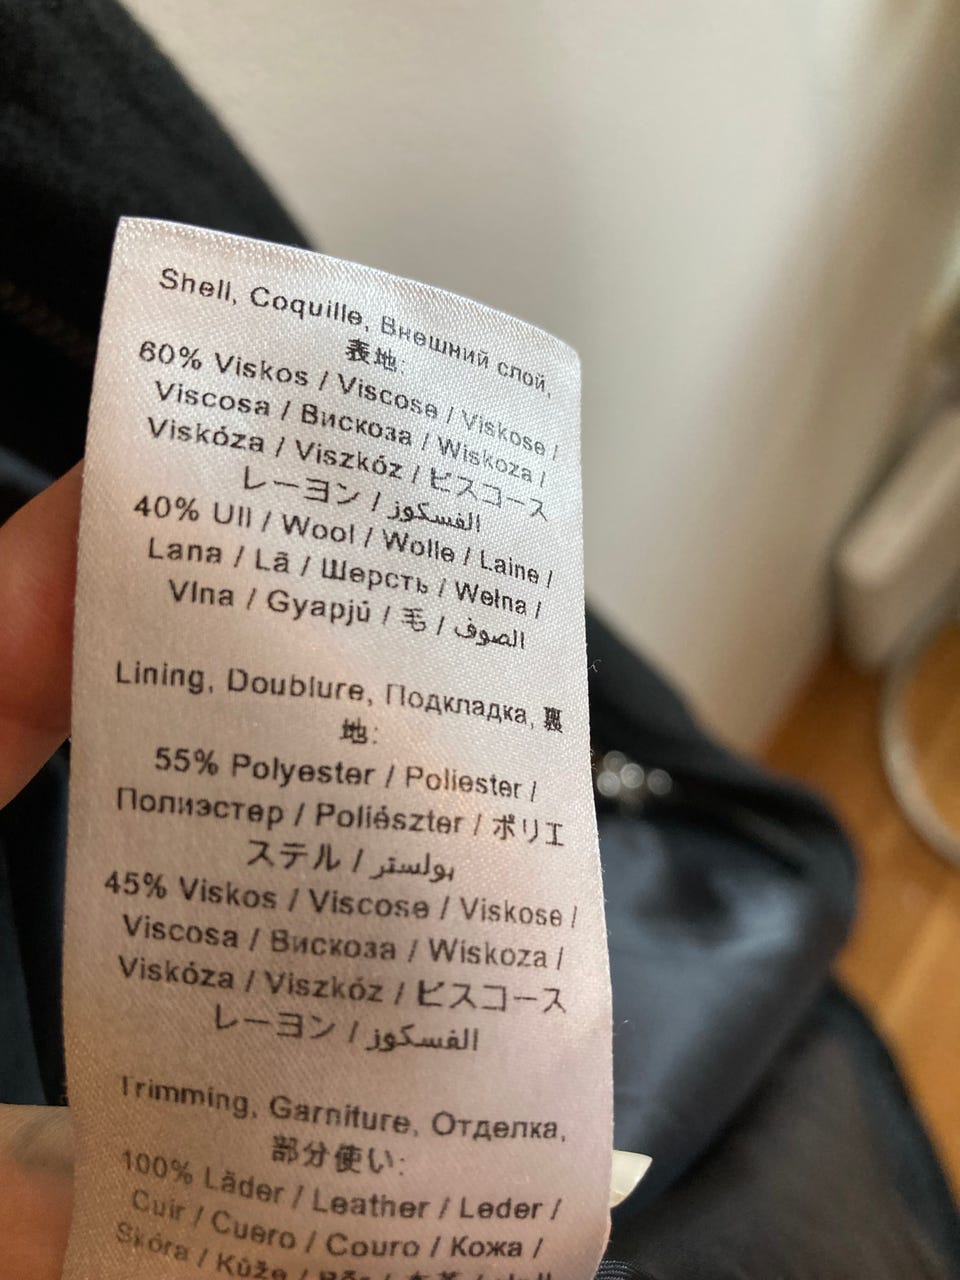 Shell, Coquille, Внешний слой,
表地:
60% Viskos / Viscose / Viskose /
Viscosa / Вискоза / Wiskoza /
Viskóza / Viszkóz / ビスコース
レーヨン / الفسكوز
40% Ull / Wool / Wolle / Laine /
Lana / Lã / Шерсть / Wełna /
Vlna / Gyapjú / 毛 / الصوف
Lining, Doublure, Подкладка, 裏
地:
55% Polyester / Poliester /
Полиэстер / Poliészter / ポリエ
ステル / بولستر
45% Viskos / Viscose / Viskose /
Viscosa / Вискоза / Wiskoza /
Viskóza / Viszkóz / ビスコース
レーヨン / الفسكوز
Trimming, Garniture, Отделка,
部分使い:
100% Läder / Leather / Leder /
Cuir / Cuero / Couro / Кожа /
Skóra / Kůže /